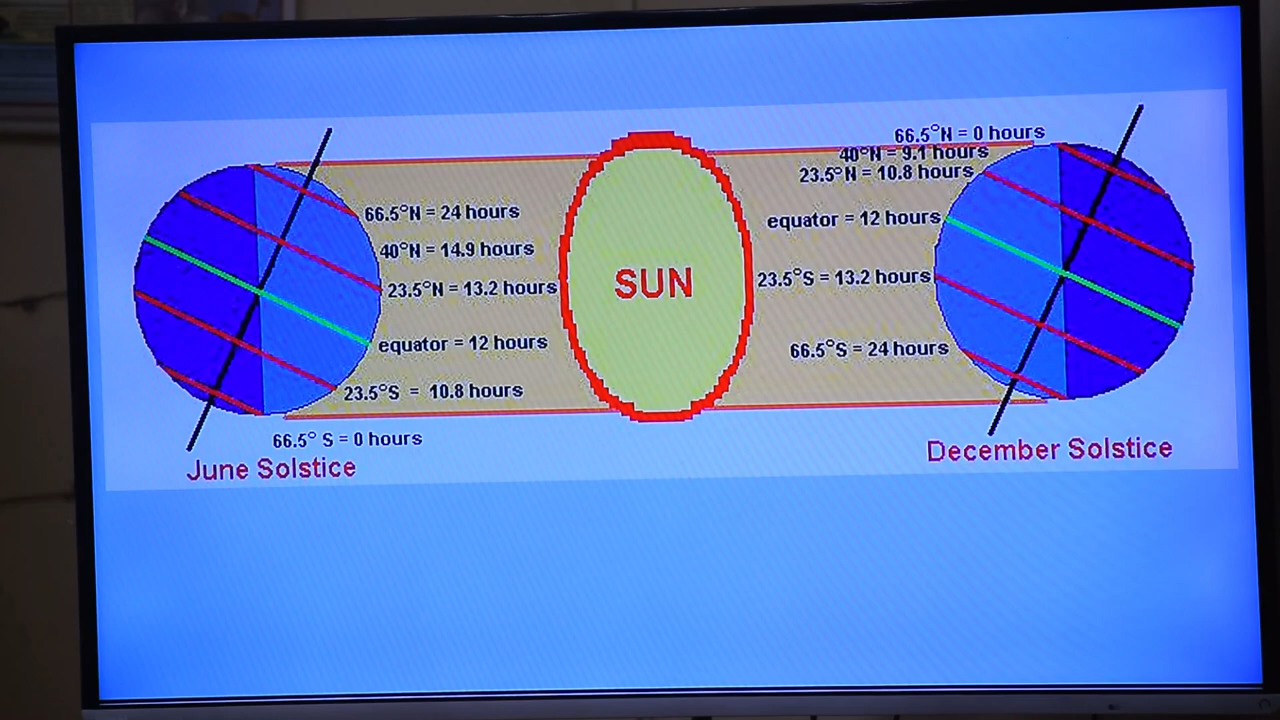 66.5°N = 24 hours
40°N = 14.9 hours
23.5°N = 13.2 hours
equator = 12 hours
23.5°S = 10.8 hours
66.5° S = 0 hours
June Solstice
SUN
66.5°N = 0 hours
40°N = 9.1 hours
23.5°N = 10.8 hours
equator = 12 hours
23.5°S = 13.2 hours
66.5°S = 24 hours
December Solstice